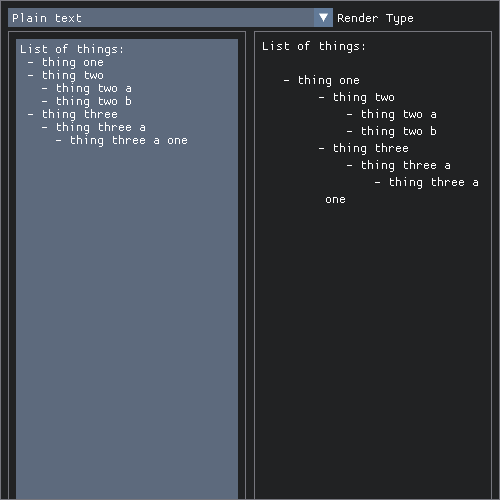 Plain text ▼ Render Type
List of things:
 - thing one
 - thing two
   - thing two a
   - thing two b
 - thing three
   - thing three a
     - thing three a one
List of things:
   - thing one
        - thing two
            - thing two a
            - thing two b
        - thing three
            - thing three a
                - thing three a
         one